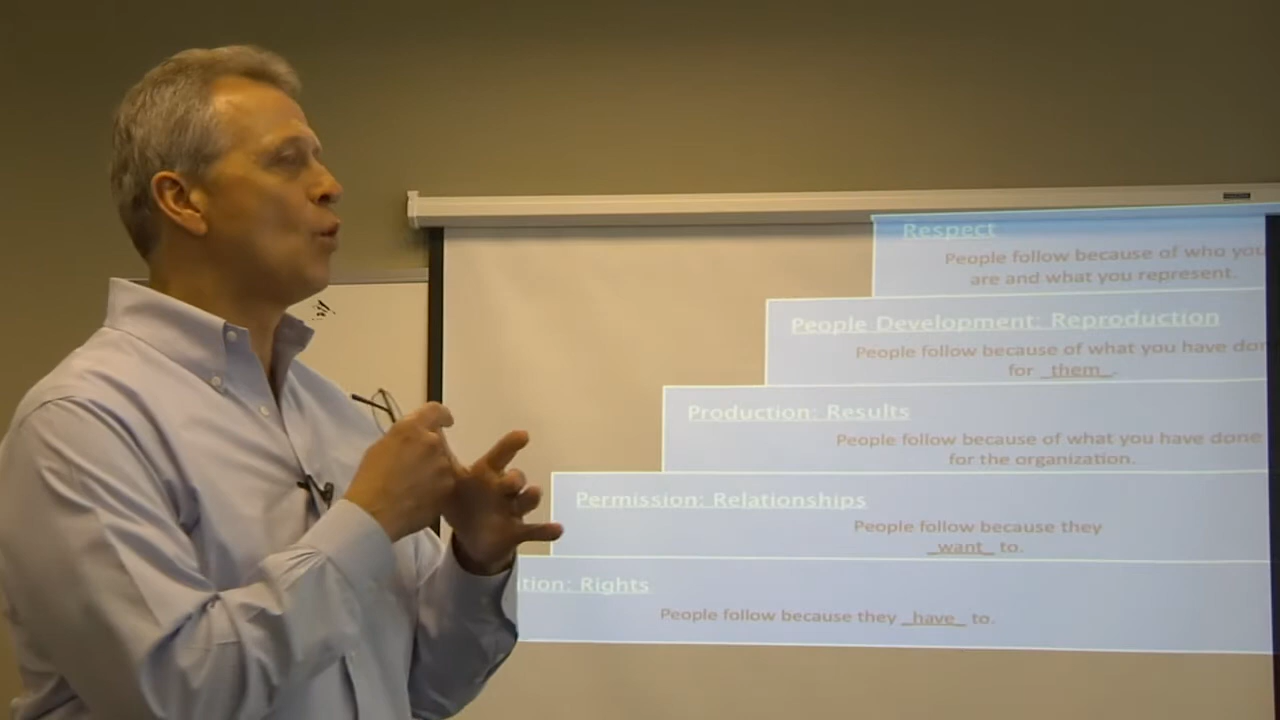 Respect
People follow because of who you
are and what you represent.
People Development: Reproduction
People follow because of what you have don
for _them_.
Production: Results
People follow because of what you have done
for the organization.
Permission: Relationships
People follow because they
_want_ to.
ition: Rights
People follow because they _have_ to.